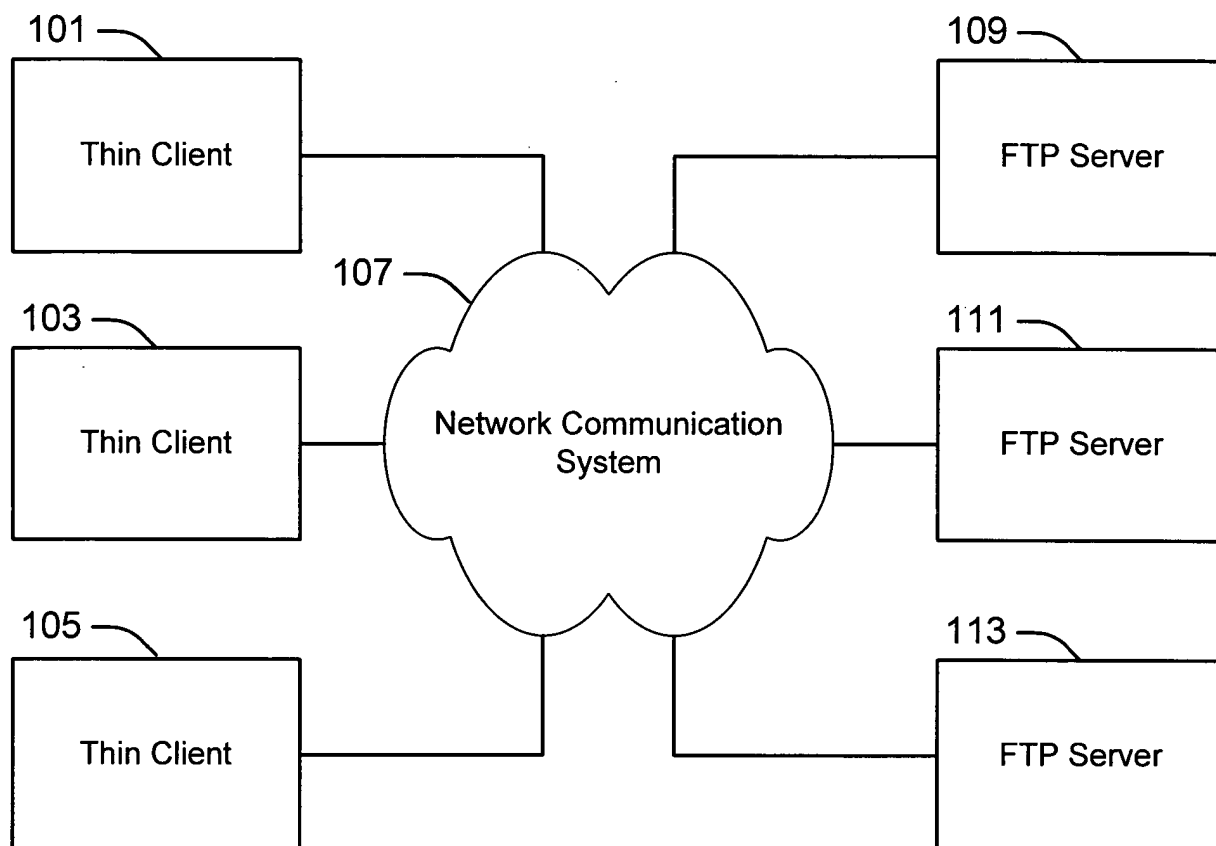 101
109
Thin Client
FTP Server
107
103
111
Thin Client
Network Communication
System
FTP Server
105
113
Thin Client
FTP Server